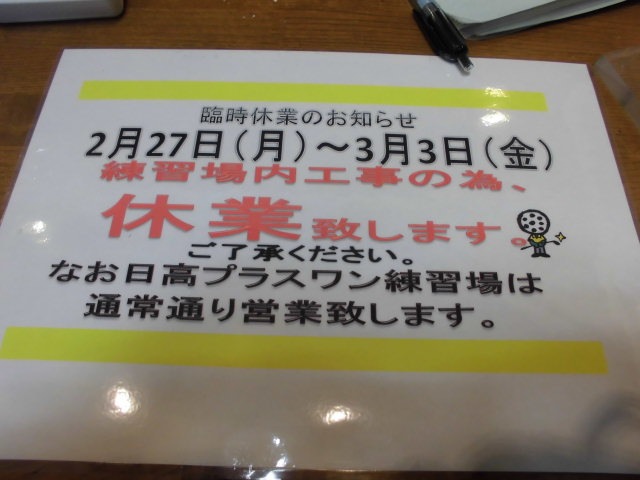 臨時休業のお知らせ
2月27日(月)～3月3日(金)
練習場内工事の為、
休業致します。
ご了承ください。
なお日高プラスワン練習場は
通常通り営業致します。